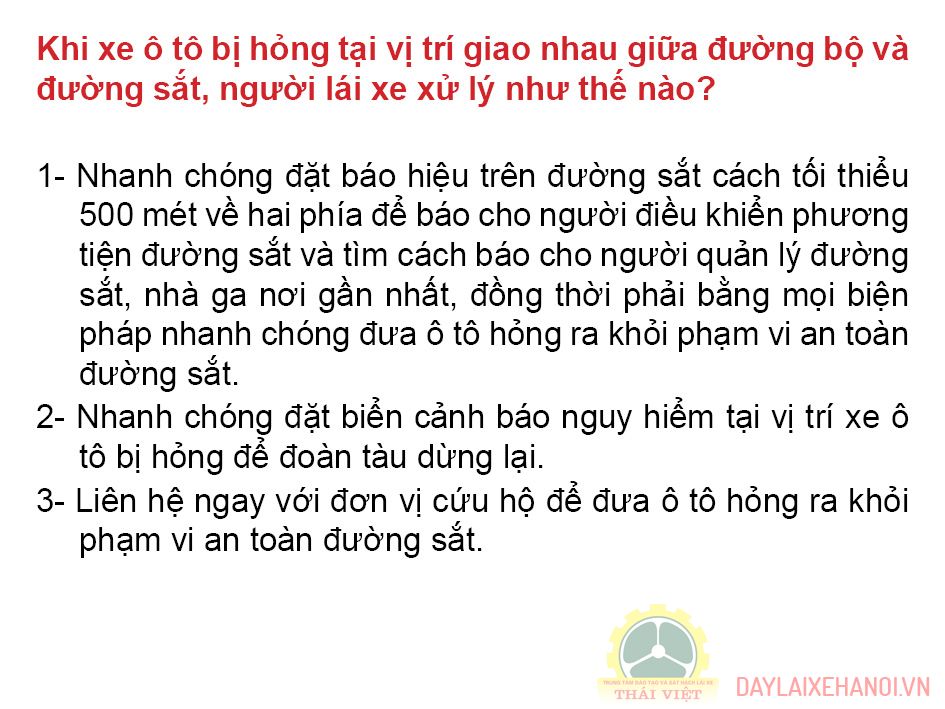 Khi xe ô tô bị hỏng tại vị trí giao nhau giữa đường bộ và
đường sắt, người lái xe xử lý như thế nào?
1- Nhanh chóng đặt báo hiệu trên đường sắt cách tối thiểu
500 mét về hai phía để báo cho người điều khiển phương
tiện đường sắt và tìm cách báo cho người quản lý đường
sắt, nhà ga nơi gần nhất, đồng thời phải bằng mọi biện
pháp nhanh chóng đưa ô tô hỏng ra khỏi phạm vi an toàn
đường sắt.
2- Nhanh chóng đặt biển cảnh báo nguy hiểm tại vị trí xe ô
tô bị hỏng để đoàn tàu dừng lại.
3- Liên hệ ngay với đơn vị cứu hộ để đưa ô tô hỏng ra khỏi
phạm vi an toàn đường sắt.
TRUNG TÂM ĐÀO TẠO VÀ SÁT HẠCH LÁI XE
THÁI VIỆT
DAYLAIXEHANOI.VN